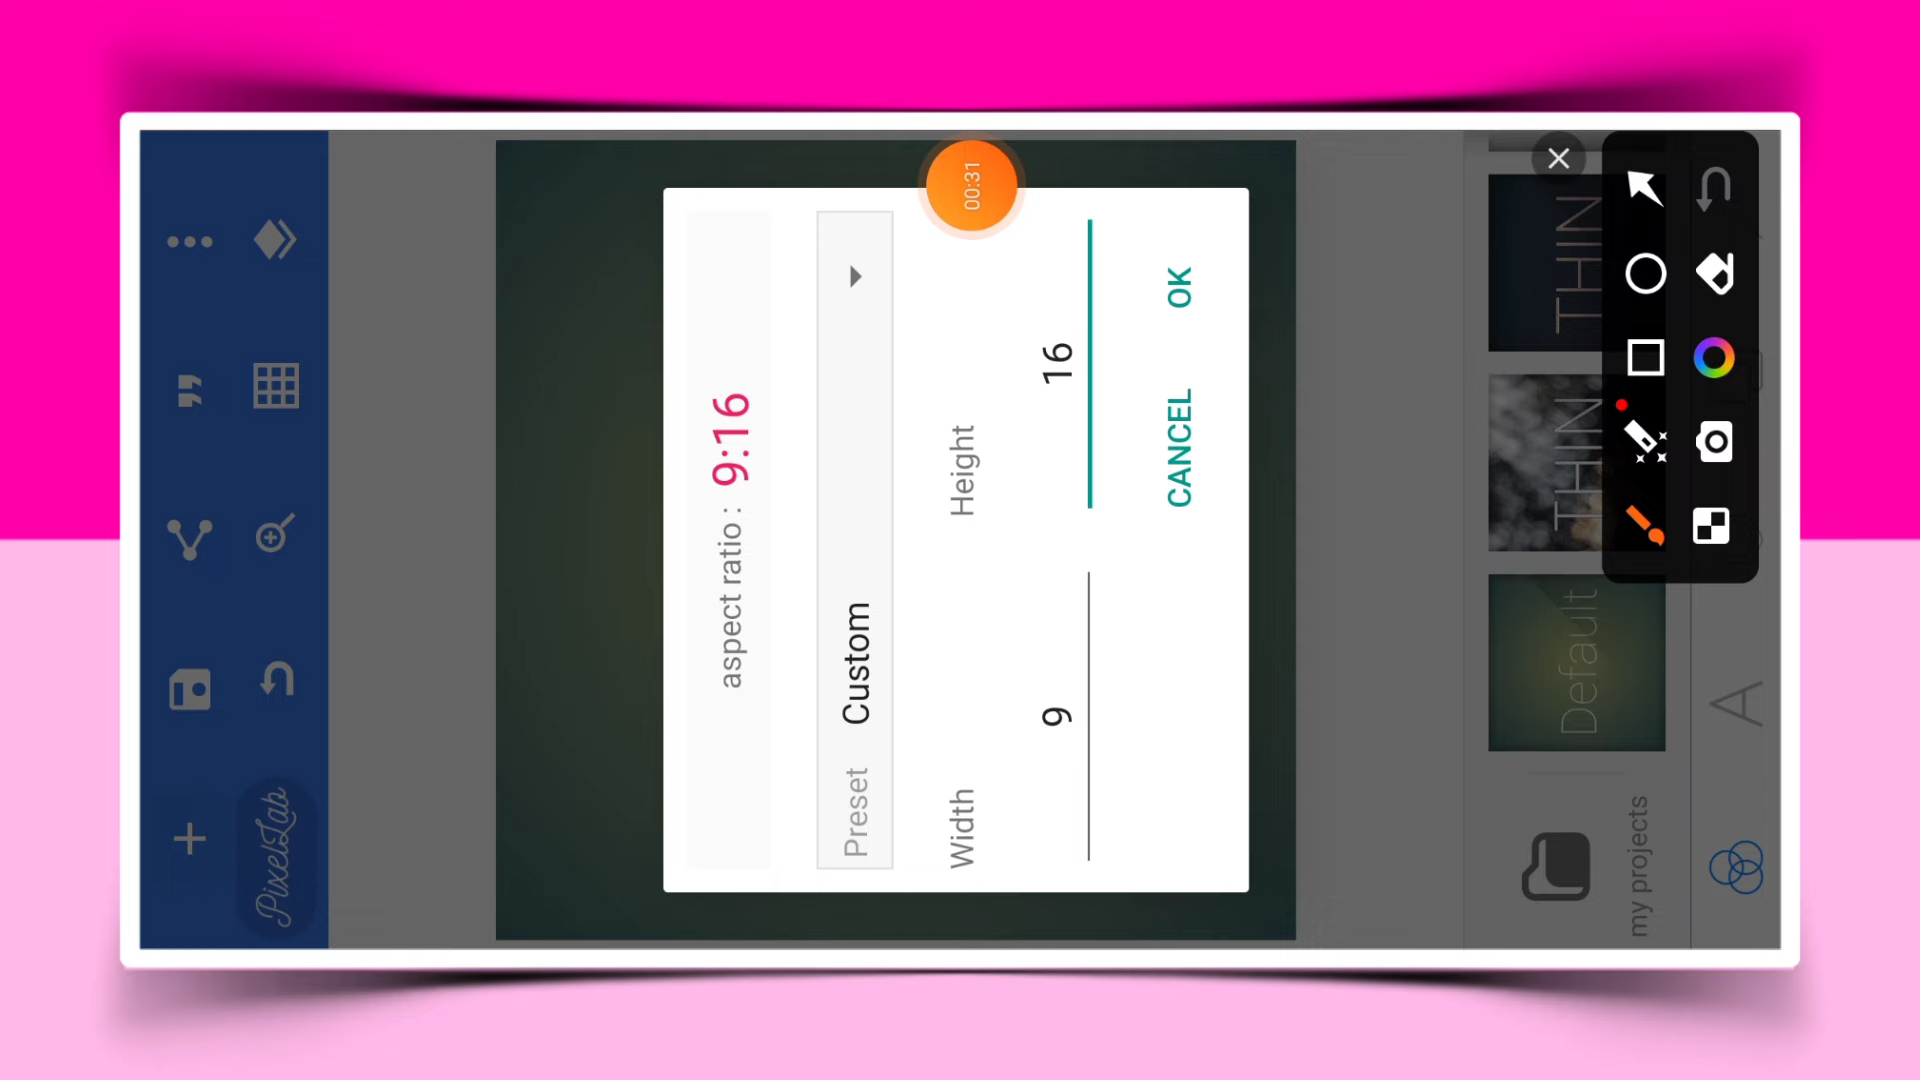 PixelLab
00:31
aspect ratio : 9:16
Preset Custom
Width Height
9 16
CANCEL OK
my projects
Default
THIN
THIN
A